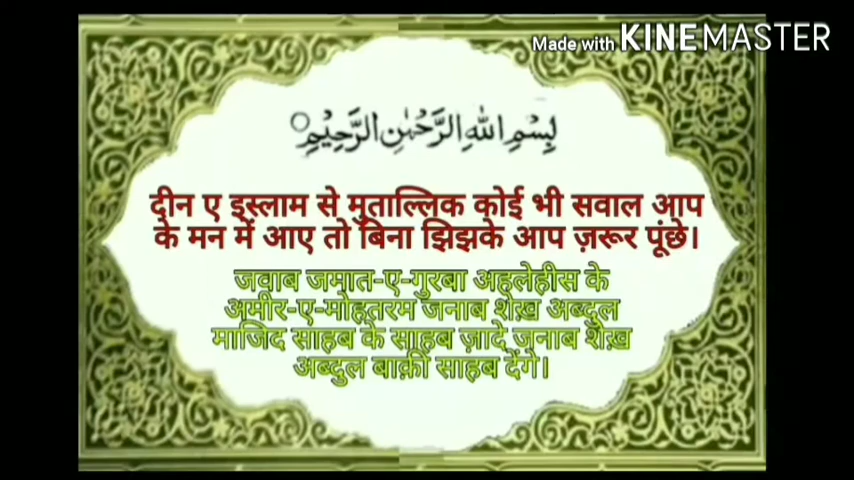 Made with KINEMASTER
بِسْمِ اللهِ الرَّحْمٰنِ الرَّحِيْمِ
दीन ए इस्लाम से मुताल्लिक कोई भी सवाल आप
के मन में आए तो बिना झिझके आप ज़रूर पूंछे।
जवाब जमात-ए-गुरबा अहलेहीस के
अमीर-ए-मोहतरम जनाब शेख़ अब्दुल
माजिद साहब के साहब ज़ादे जनाब शेख़
अब्दुल बाक़ी साहब देंगे।